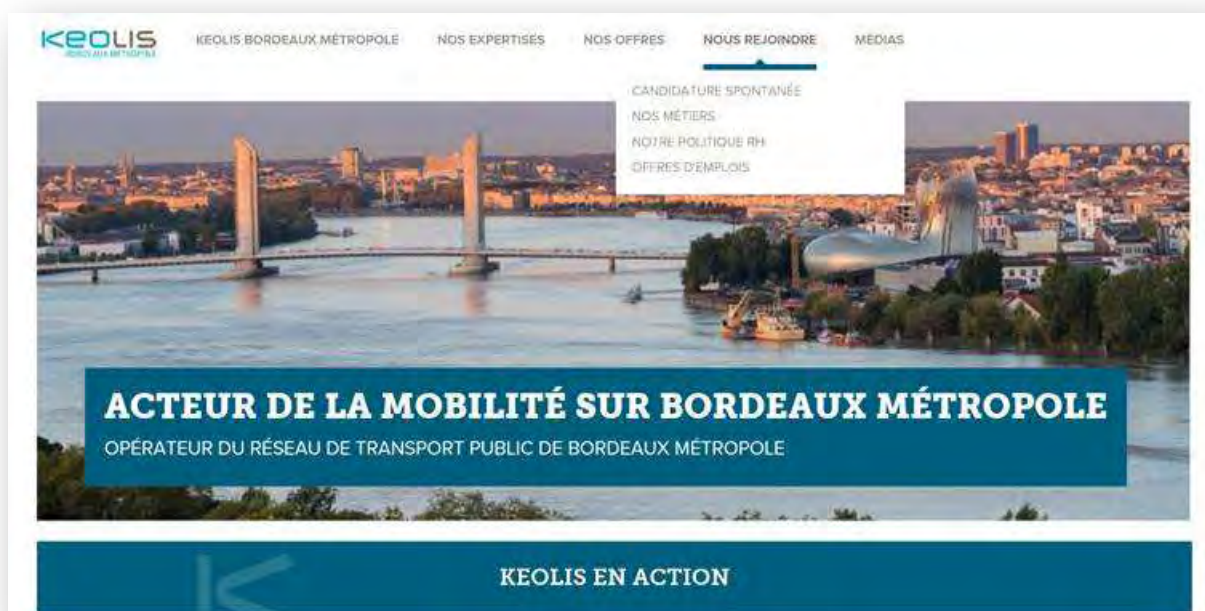 KEOLIS
BORDEAUX MÉTROPOLE
KEOLIS BORDEAUX MÉTROPOLE
NOS EXPERTISES
NOS OFFRES
NOUS REJOINDRE
MÉDIAS
CANDIDATURE SPONTANÉE
NOS MÉTIERS
NOTRE POLITIQUE RH
OFFRES D'EMPLOIS
ACTEUR DE LA MOBILITÉ SUR BORDEAUX MÉTROPOLE
OPÉRATEUR DU RÉSEAU DE TRANSPORT PUBLIC DE BORDEAUX MÉTROPOLE
KEOLIS EN ACTION